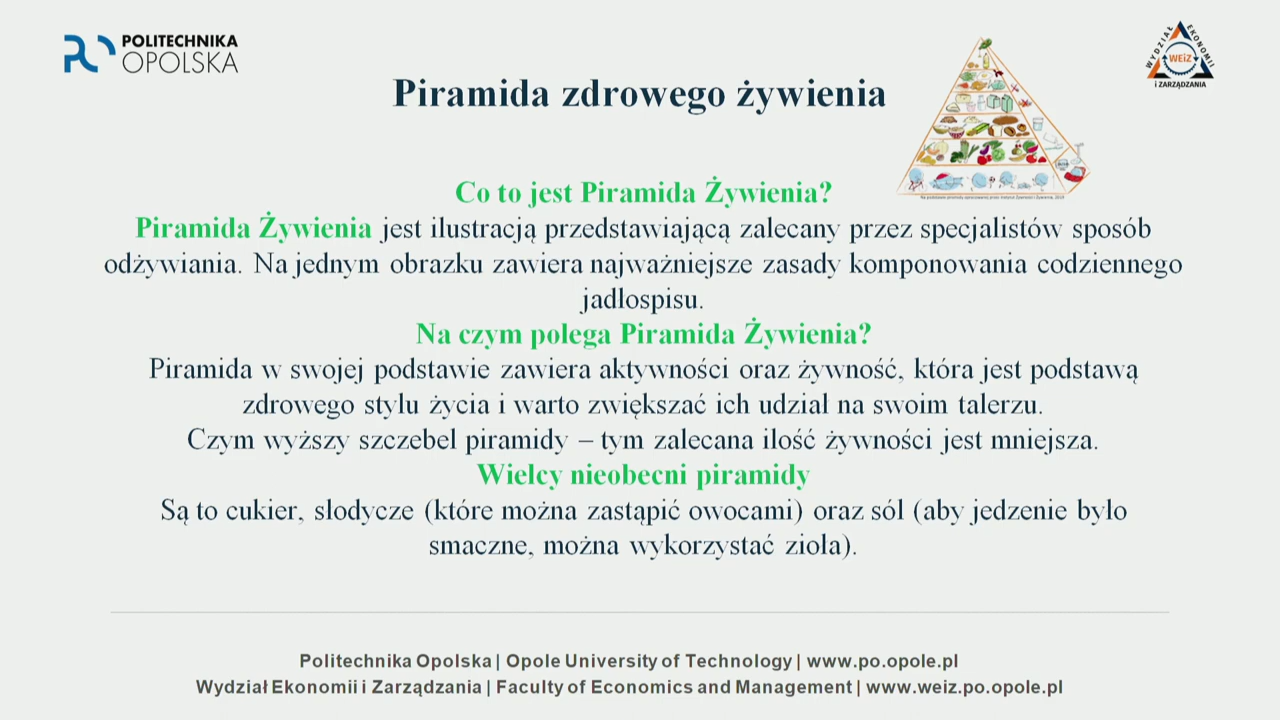 POLITECHNIKA
OPOLSKA
WYDZIAŁ EKONOMII
WEiZ
i ZARZĄDZANIA
Piramida zdrowego żywienia
Co to jest Piramida Żywienia?
Piramida Żywienia jest ilustracją przedstawiającą zalecany przez specjalistów sposób
odżywiania. Na jednym obrazku zawiera najważniejsze zasady komponowania codziennego
jadłospisu.
Na czym polega Piramida Żywienia?
Piramida w swojej podstawie zawiera aktywności oraz żywność, która jest podstawą
zdrowego stylu życia i warto zwiększać ich udział na swoim talerzu.
Czym wyższy szczebel piramidy – tym zalecana ilość żywności jest mniejsza.
Wielcy nieobecni piramidy
Są to cukier, słodycze (które można zastąpić owocami) oraz sól (aby jedzenie było
smaczne, można wykorzystać zioła).
Politechnika Opolska | Opole University of Technology | www.po.opole.pl
Wydział Ekonomii i Zarządzania | Faculty of Economics and Management | www.weiz.po.opole.pl